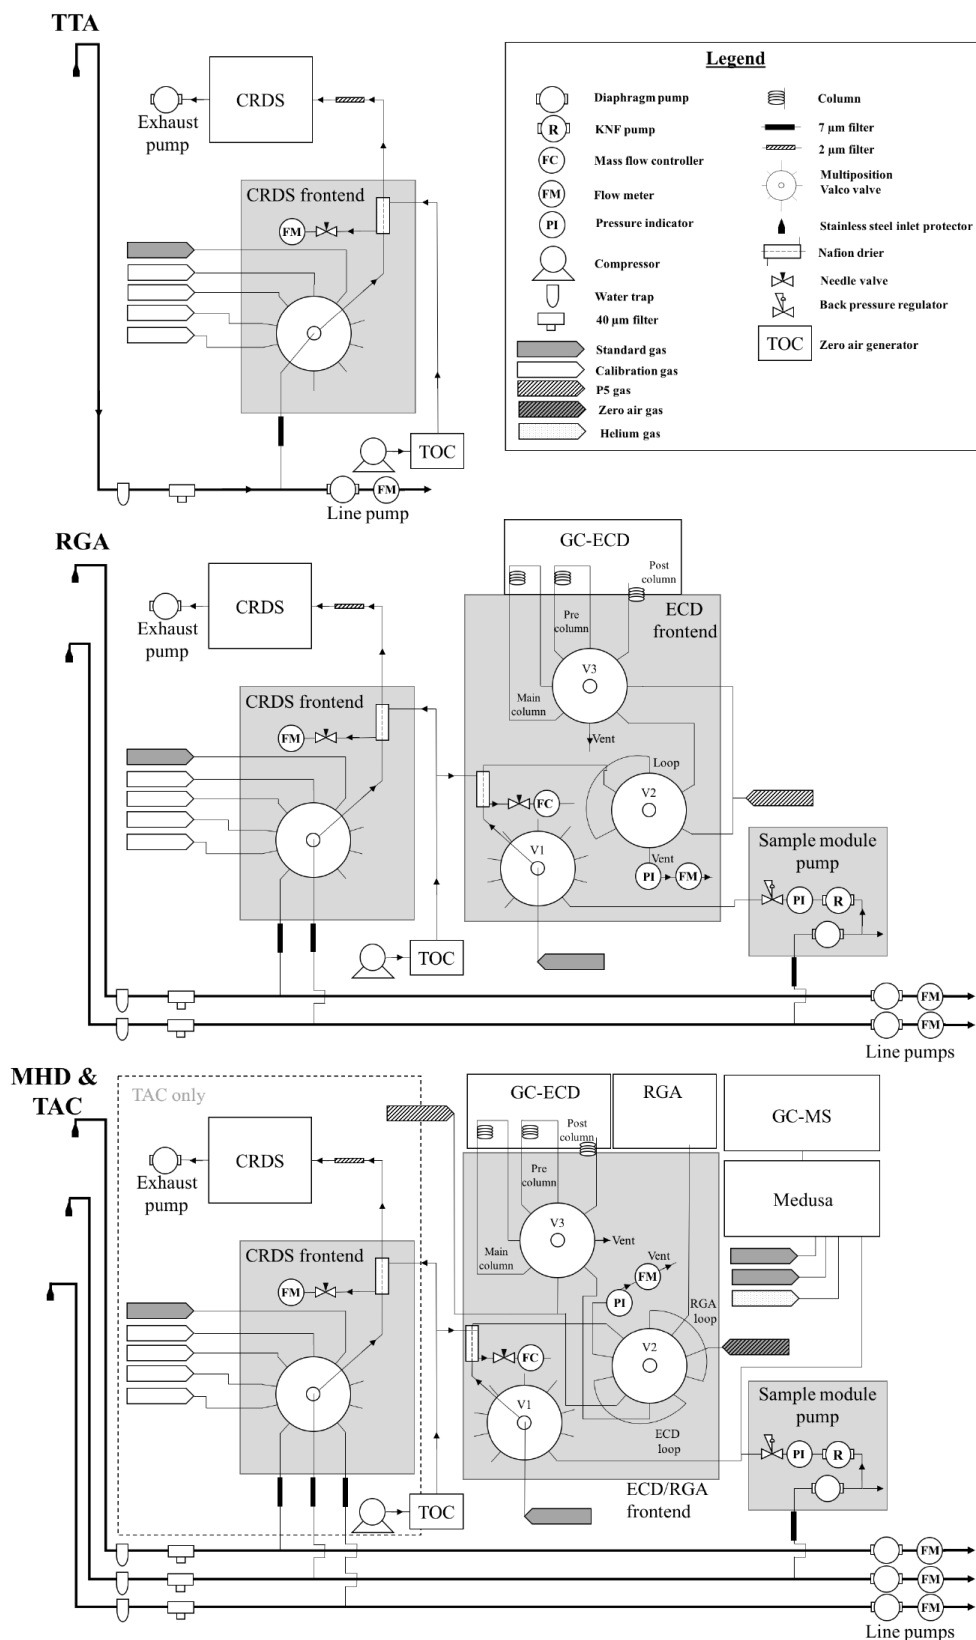 TTA
CRDS
Exhaust
pump
CRDS frontend
FM
TOC
FM
Line pump
Legend
Diaphragm pump
R
KNF pump
FC
Mass flow controller
FM
Flow meter
PI
Pressure indicator
Compressor
Water trap
40 µm filter
Standard gas
Calibration gas
P5 gas
Zero air gas
Helium gas
Column
7 µm filter
2 µm filter
Multiposition
Valco valve
Stainless steel inlet protector
Nafion drier
Needle valve
Back pressure regulator
TOC
Zero air generator
RGA
CRDS
Exhaust
pump
CRDS frontend
FM
TOC
GC-ECD
Post
column
ECD
frontend
Pre
column
V3
Main
column
Vent
Loop
V2
FC
V1
Vent
PI
FM
Sample module
pump
PI
R
FM
FM
Line pumps
MHD &
TAC
TAC only
CRDS
Exhaust
pump
CRDS frontend
FM
TOC
GC-ECD
RGA
Post
column
Pre
column
V3
Main
column
Vent
Vent
FM
PI
RGA
loop
V2
FC
V1
ECD
loop
ECD/RGA
frontend
GC-MS
Medusa
Sample module
pump
PI
R
FM
FM
FM
Line pumps